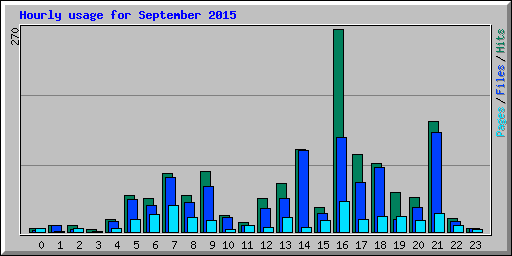 Hourly usage for September 2015
270
Pages/Files/Hits
0 1 2 3 4 5 6 7 8 9 10 11 12 13 14 15 16 17 18 19 20 21 22 23